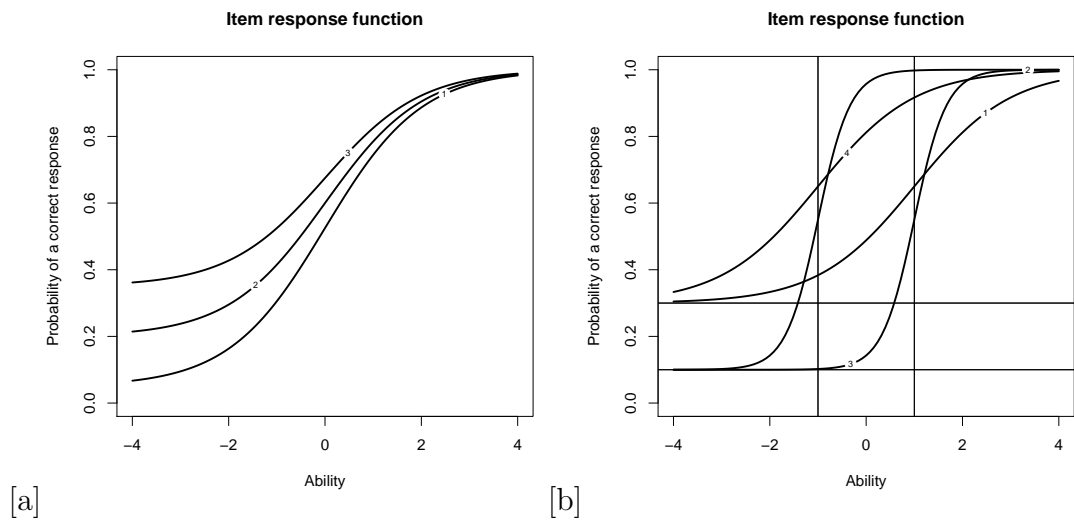 Item response function
Probability of a correct response
0.0 0.2 0.4 0.6 0.8 1.0
1
2
3
−4 −2 0 2 4
Ability
[a]
Item response function
Probability of a correct response
0.0 0.2 0.4 0.6 0.8 1.0
2
1
4
3
−4 −2 0 2 4
Ability
[b]